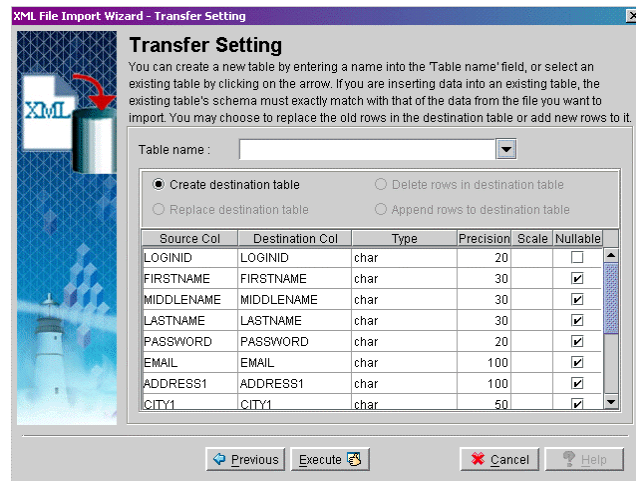 XML File Import Wizard - Transfer Setting
Transfer Setting
You can create a new table by entering a name into the 'Table name' field, or select an
existing table by clicking on the arrow. If you are inserting data into an existing table, the
existing table's schema must exactly match with that of the data from the file you want to
import. You may choose to replace the old rows in the destination table or add new rows to it.
XML
Table name :
Create destination table Delete rows in destination table
Replace destination table Append rows to destination table
Source Col Destination Col Type Precision Scale Nullable
LOGINID LOGINID char 20
FIRSTNAME FIRSTNAME char 30
MIDDLENAME MIDDLENAME char 30
LASTNAME LASTNAME char 30
PASSWORD PASSWORD char 20
EMAIL EMAIL char 100
ADDRESS1 ADDRESS1 char 100
CITY1 CITY1 char 50
Previous Execute Cancel Help